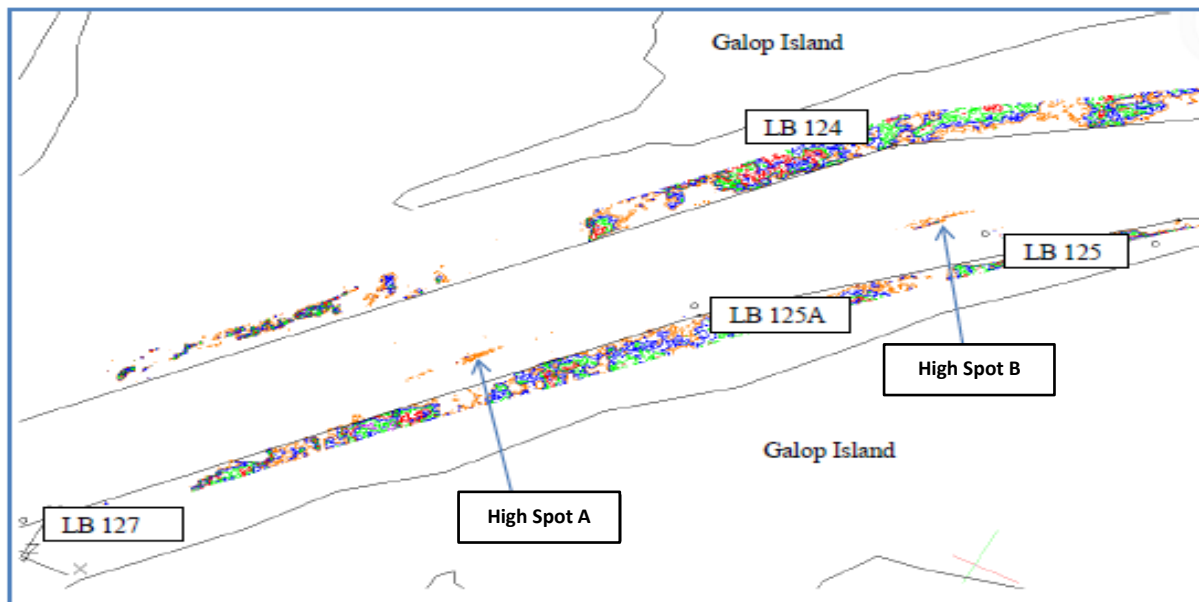 Galop Island
LB 124
LB 125
LB 125A
High Spot B
Galop Island
High Spot A
LB 127